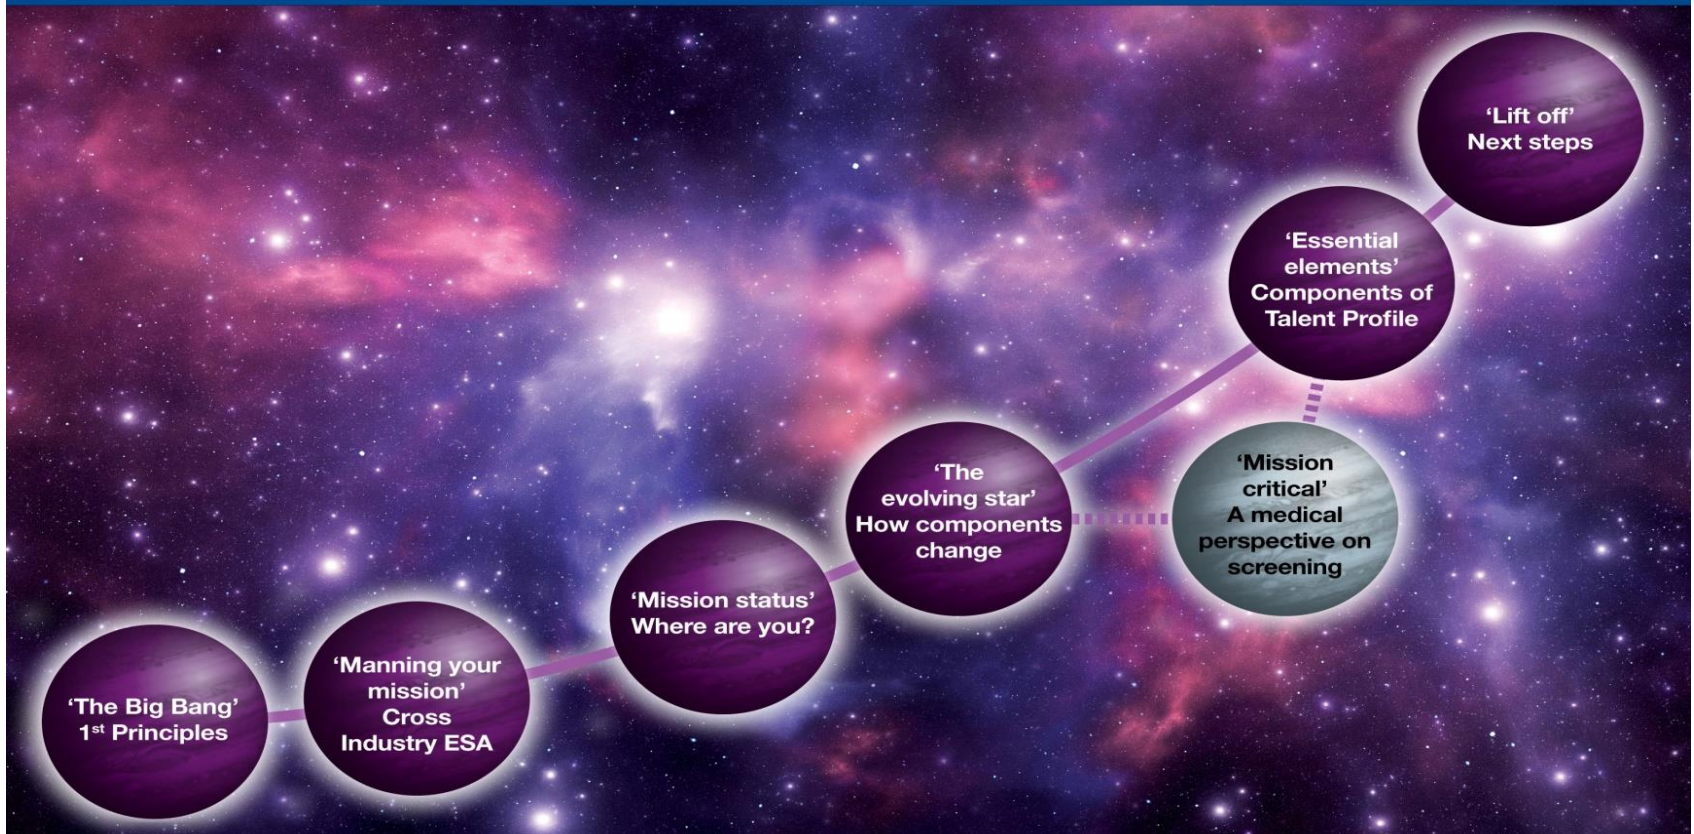 ‘The Big Bang’
1st Principles
‘Manning your
mission’
Cross
Industry ESA
‘Mission status’
Where are you?
‘The
evolving star’
How components
change
‘Mission
critical’
A medical
perspective on
screening
‘Essential
elements’
Components of
Talent Profile
‘Lift off’
Next steps